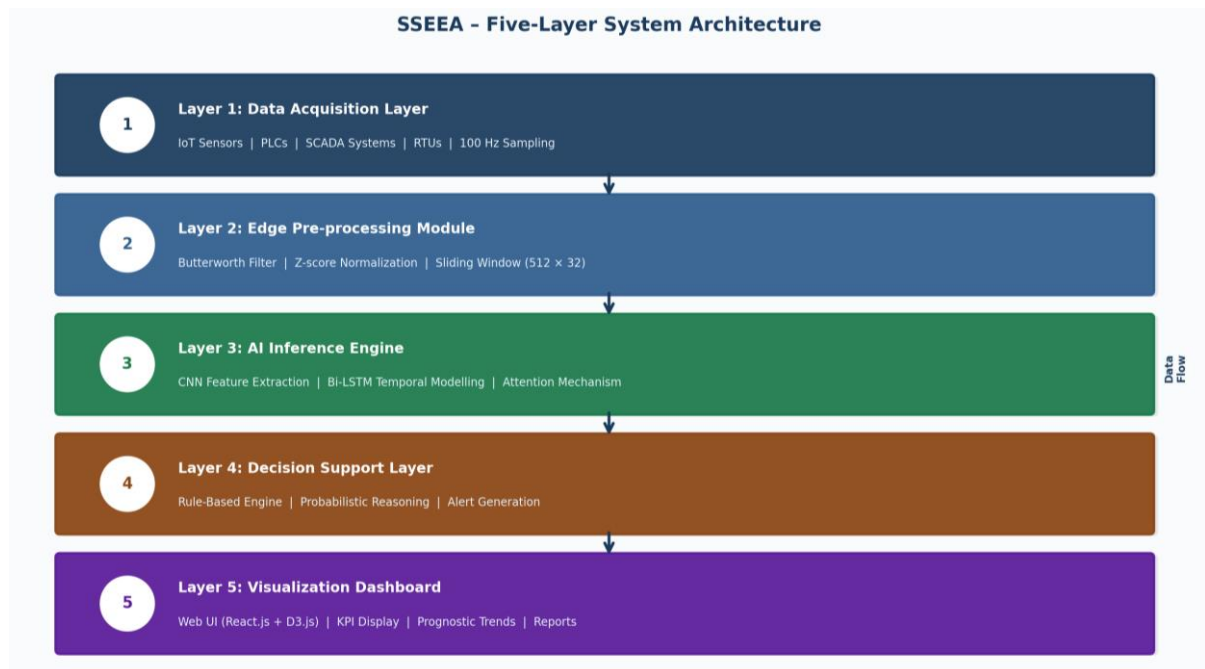 SSEEA – Five-Layer System Architecture
1
Layer 1: Data Acquisition Layer
IoT Sensors | PLCs | SCADA Systems | RTUs | 100 Hz Sampling
2
Layer 2: Edge Pre-processing Module
Butterworth Filter | Z-score Normalization | Sliding Window (512 × 32)
3
Layer 3: AI Inference Engine
CNN Feature Extraction | Bi-LSTM Temporal Modelling | Attention Mechanism
Data
Flow
4
Layer 4: Decision Support Layer
Rule-Based Engine | Probabilistic Reasoning | Alert Generation
5
Layer 5: Visualization Dashboard
Web UI (React.js + D3.js) | KPI Display | Prognostic Trends | Reports